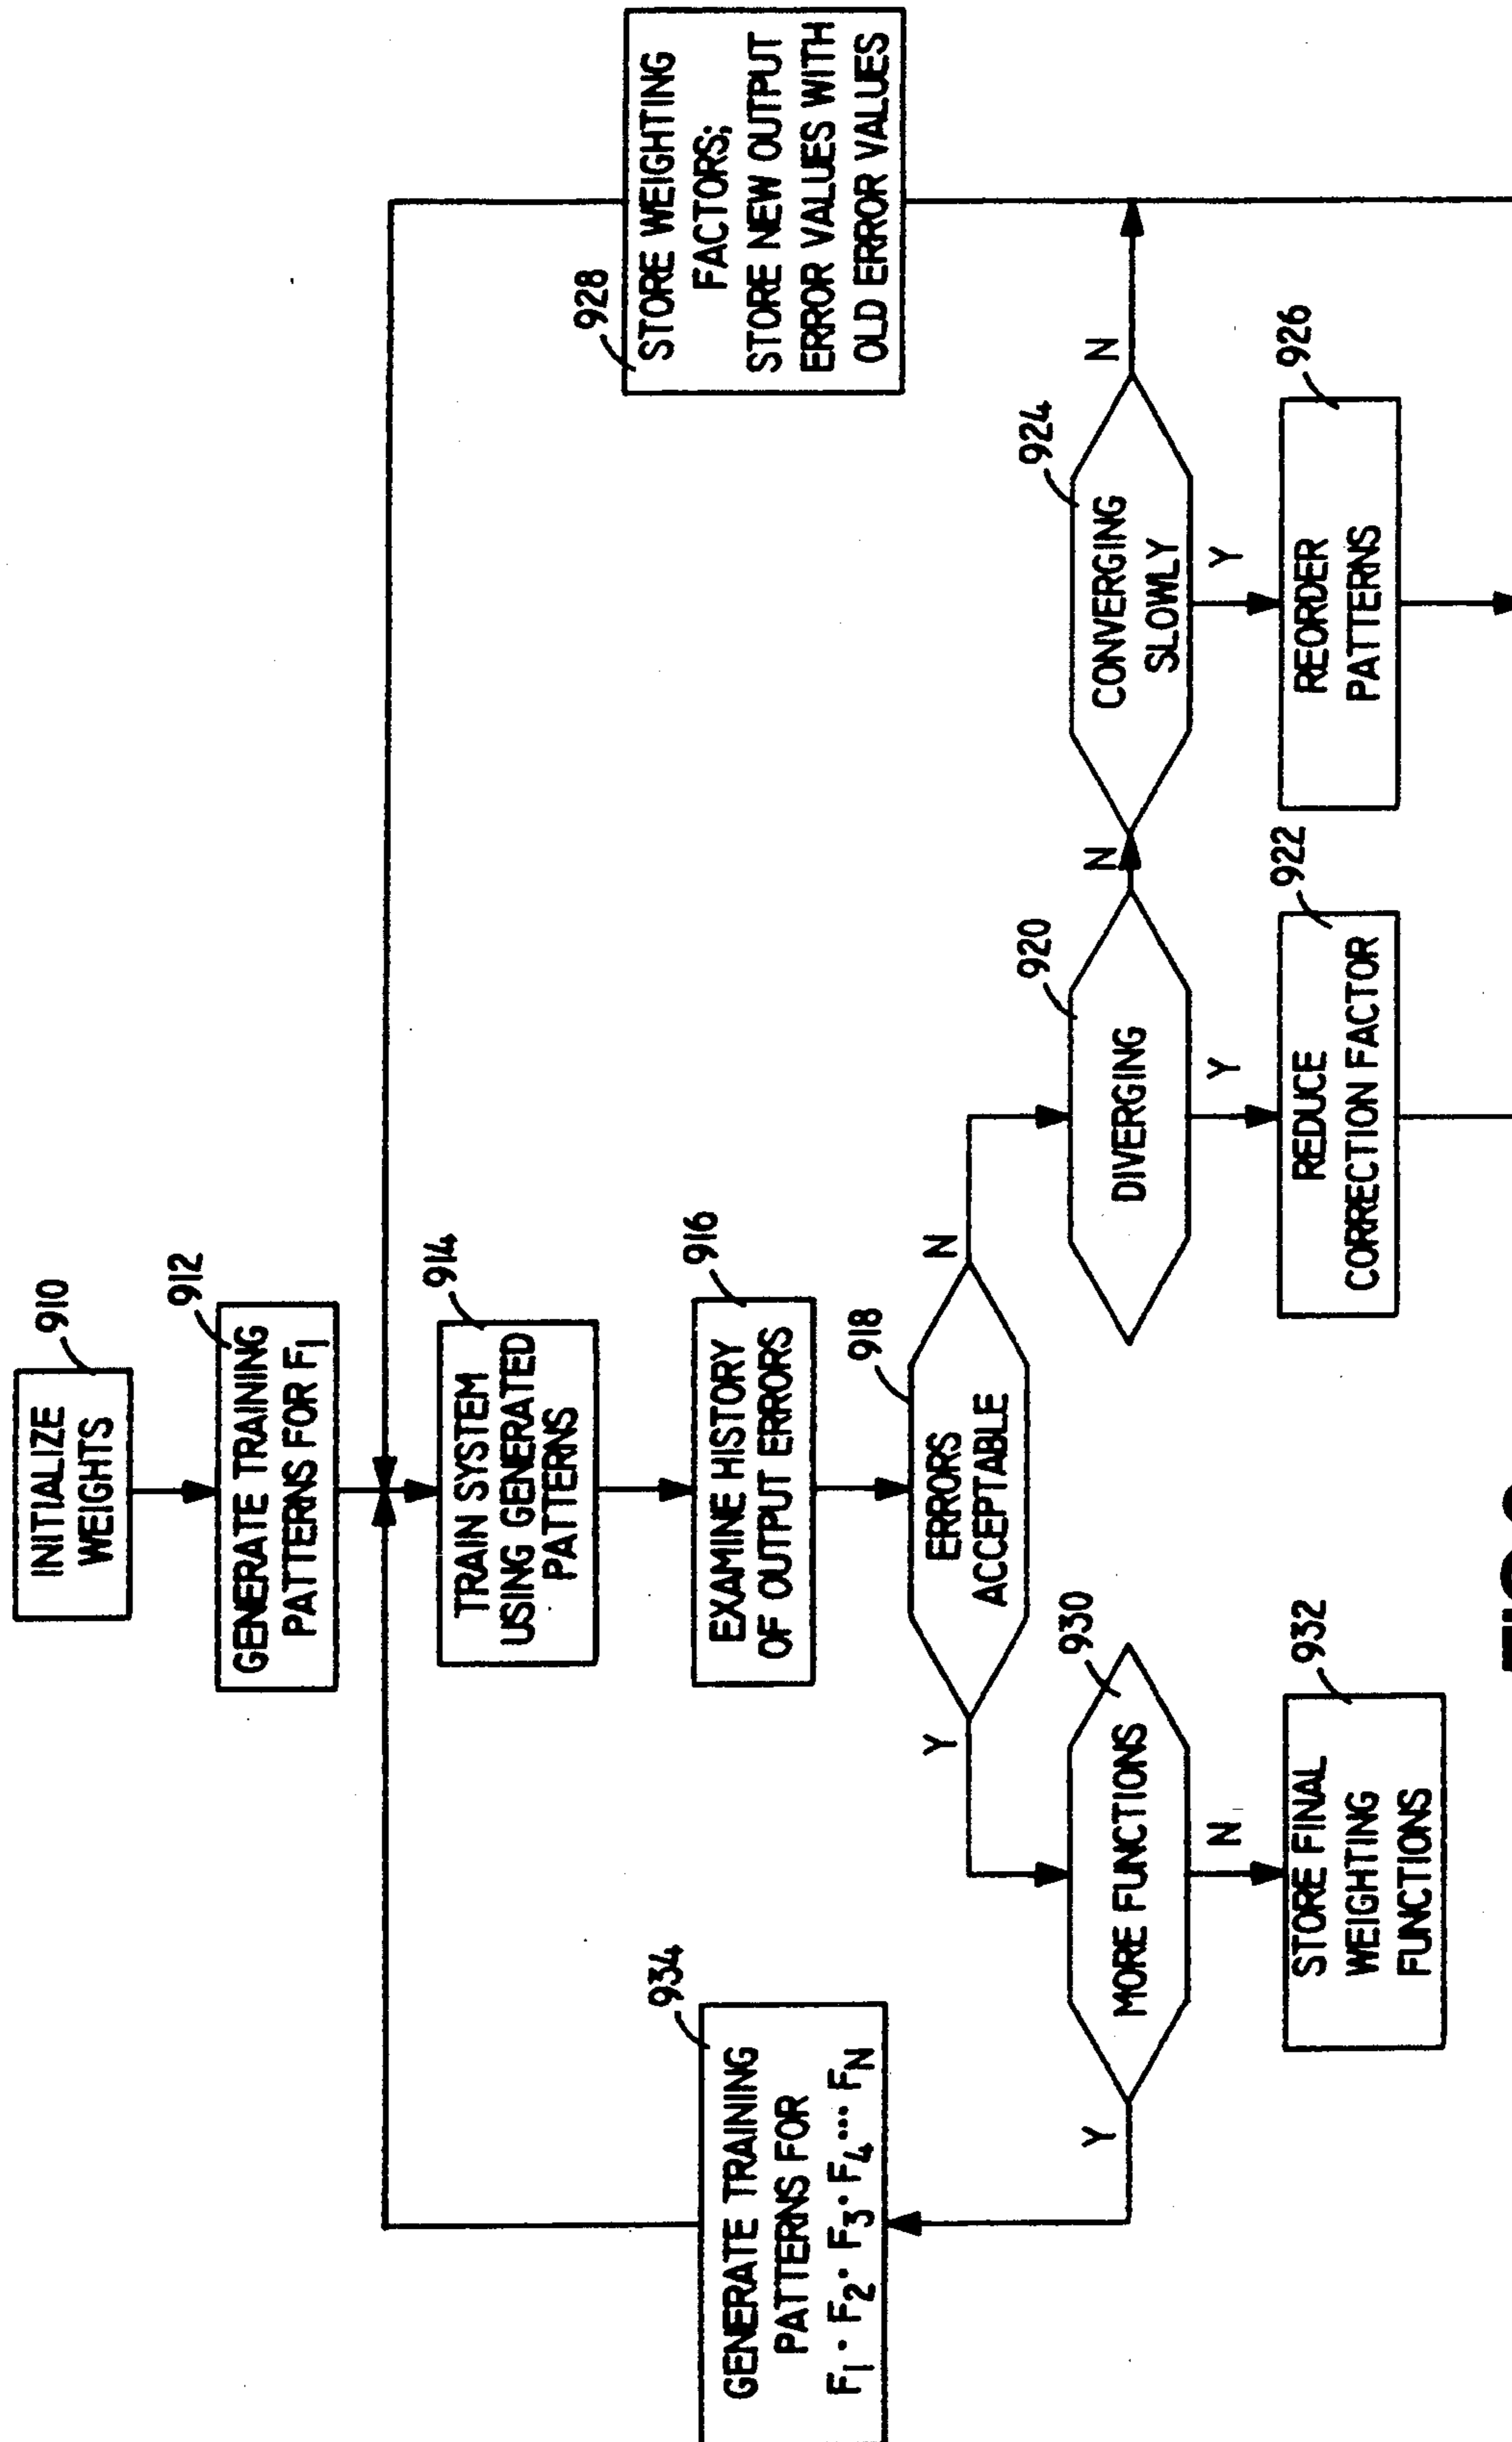 INITIALIZE
WEIGHTS
910
GENERATE TRAINING
PATTERNS FOR F1
912
TRAIN SYSTEM
USING GENERATED
PATTERNS
914
EXAMINE HISTORY
OF OUTPUT ERRORS
916
ERRORS
ACCEPTABLE
918
Y
N
GENERATE TRAINING
PATTERNS FOR
F1 · F2 · F3 · F4 ··· FN
934
MORE FUNCTIONS
930
Y
N
STORE FINAL
WEIGHTING
FUNCTIONS
932
DIVERGING
920
N
Y
REDUCE
CORRECTION FACTOR
922
CONVERGING
SLOWLY
924
N
Y
REORDER
PATTERNS
926
STORE WEIGHTING
FACTORS;
STORE NEW OUTPUT
ERROR VALUES WITH
OLD ERROR VALUES
928